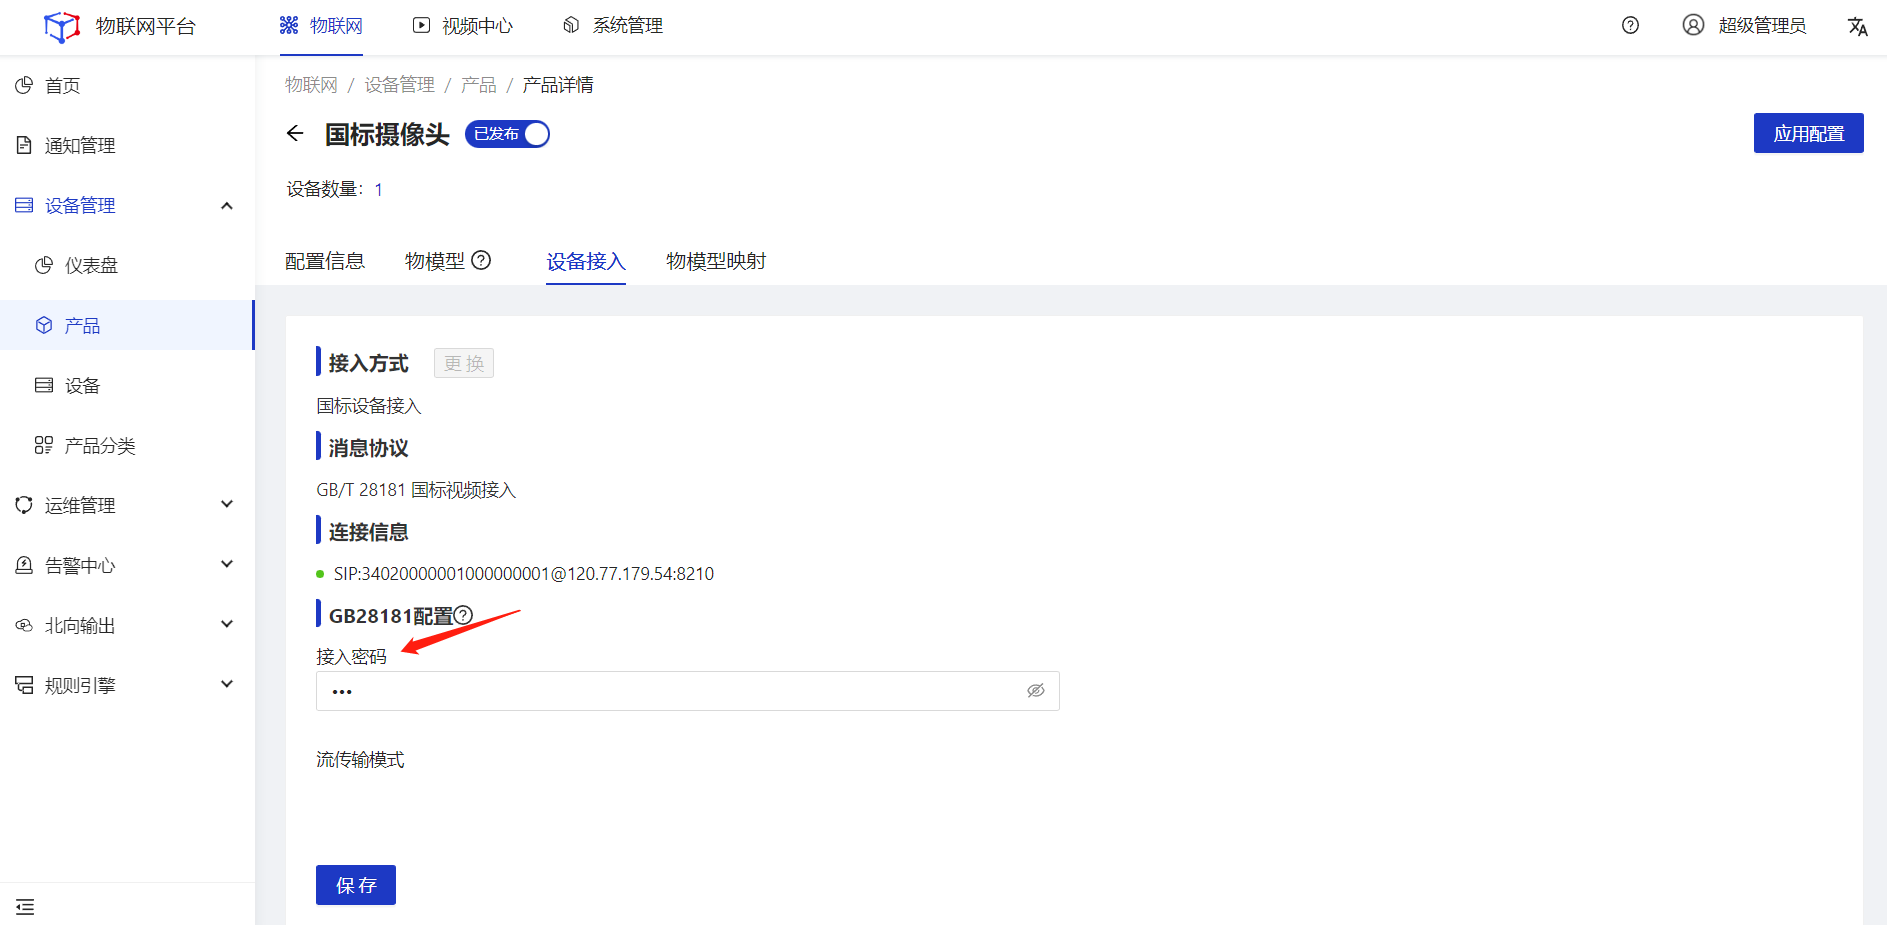 物联网平台
物联网
视频中心
系统管理
超级管理员
首页
通知管理
设备管理
仪表盘
产品
设备
产品分类
运维管理
告警中心
北向输出
规则引擎
物联网 / 设备管理 / 产品 / 产品详情
国标摄像头 已发布
应用配置
设备数量：1
配置信息
物模型
设备接入
物模型映射
接入方式 更换
国标设备接入
消息协议
GB/T 28181 国标视频接入
连接信息
SIP:34020000001000000001@120.77.179.54:8210
GB28181配置
接入密码
•••
流传输模式
保存